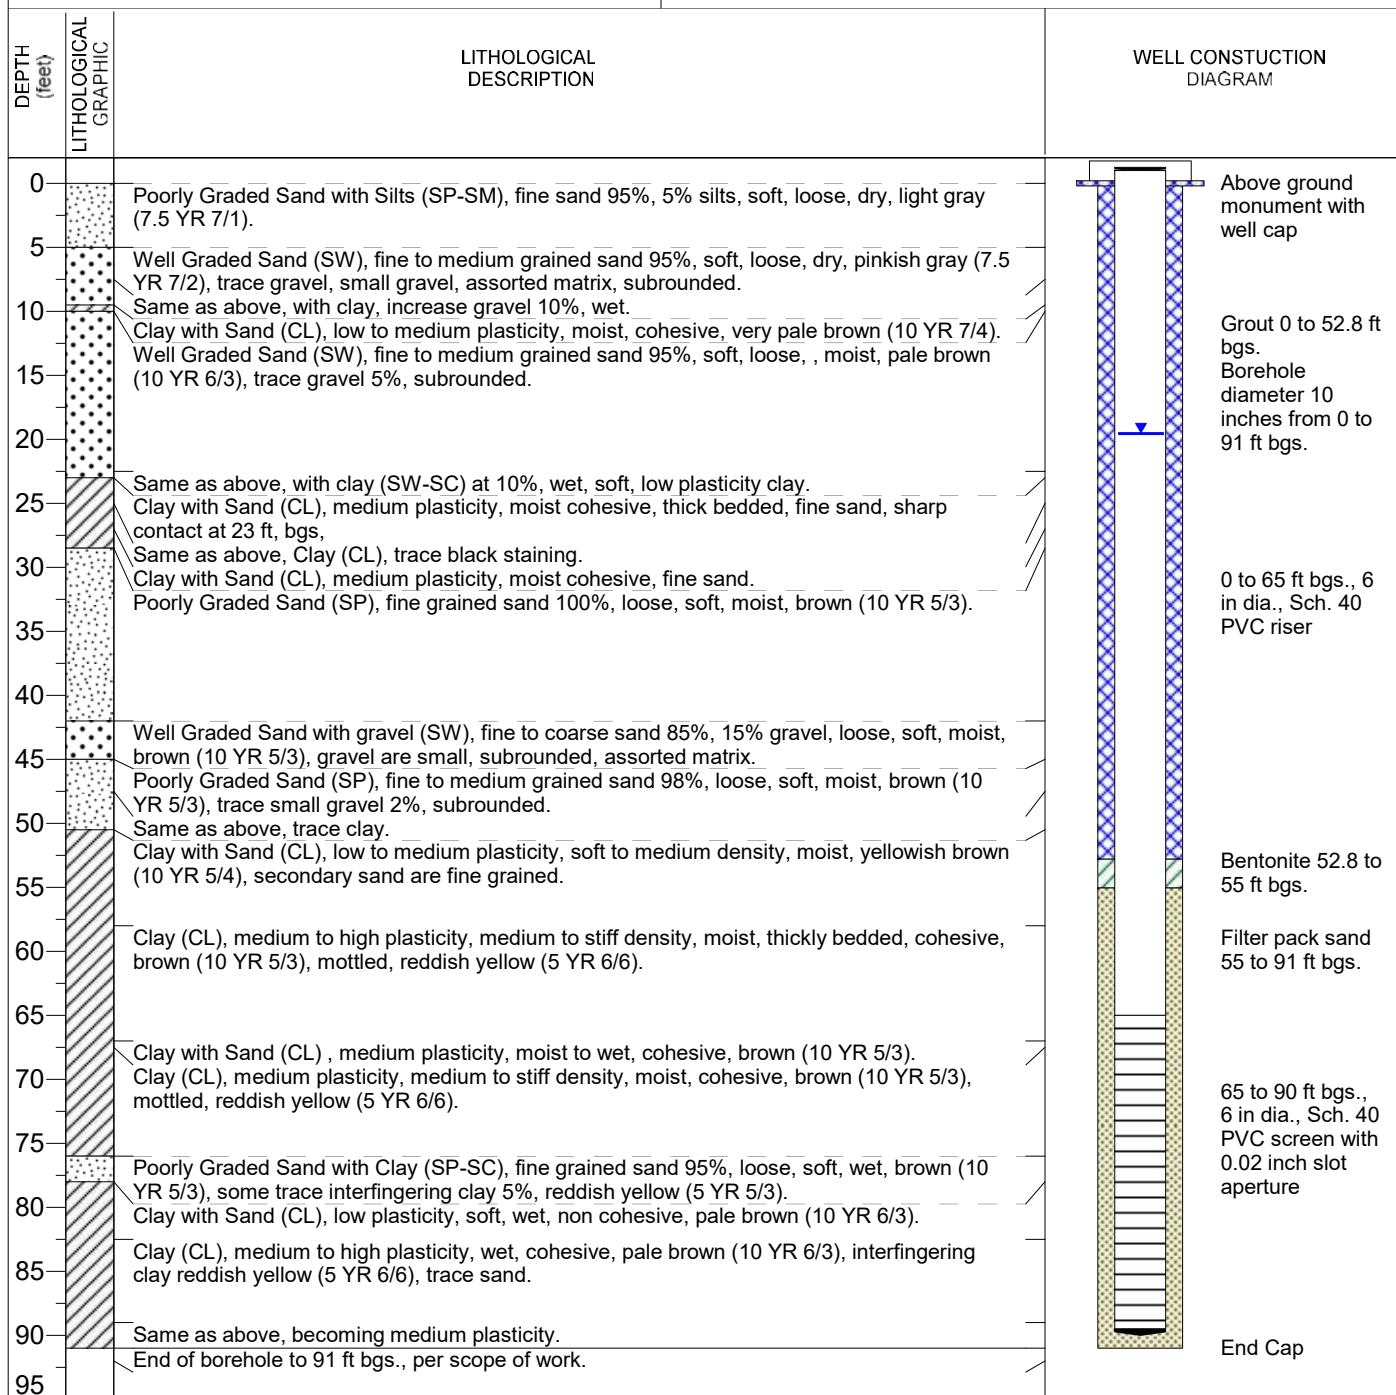 DEPTH
(feet)
LITHOLOGICAL
GRAPHIC
LITHOLOGICAL
DESCRIPTION
WELL CONSTUCTION
DIAGRAM
0
5
10
15
20
25
30
35
40
45
50
55
60
65
70
75
80
85
90
95
Poorly Graded Sand with Silts (SP-SM), fine sand 95%, 5% silts, soft, loose, dry, light gray
(7.5 YR 7/1).
Well Graded Sand (SW), fine to medium grained sand 95%, soft, loose, dry, pinkish gray (7.5
YR 7/2), trace gravel, small gravel, assorted matrix, subrounded.
Same as above, with clay, increase gravel 10%, wet.
Clay with Sand (CL), low to medium plasticity, moist, cohesive, very pale brown (10 YR 7/4).
Well Graded Sand (SW), fine to medium grained sand 95%, soft, loose, , moist, pale brown
(10 YR 6/3), trace gravel 5%, subrounded.
Same as above, with clay (SW-SC) at 10%, wet, soft, low plasticity clay.
Clay with Sand (CL), medium plasticity, moist cohesive, thick bedded, fine sand, sharp
contact at 23 ft, bgs,
Same as above, Clay (CL), trace black staining.
Clay with Sand (CL), medium plasticity, moist cohesive, fine sand.
Poorly Graded Sand (SP), fine grained sand 100%, loose, soft, moist, brown (10 YR 5/3).
Well Graded Sand with gravel (SW), fine to coarse sand 85%, 15% gravel, loose, soft, moist,
brown (10 YR 5/3), gravel are small, subrounded, assorted matrix.
Poorly Graded Sand (SP), fine to medium grained sand 98%, loose, soft, moist, brown (10
YR 5/3), trace small gravel 2%, subrounded.
Same as above, trace clay.
Clay with Sand (CL), low to medium plasticity, soft to medium density, moist, yellowish brown
(10 YR 5/4), secondary sand are fine grained.
Clay (CL), medium to high plasticity, medium to stiff density, moist, thickly bedded, cohesive,
brown (10 YR 5/3), mottled, reddish yellow (5 YR 6/6).
Clay with Sand (CL) , medium plasticity, moist to wet, cohesive, brown (10 YR 5/3).
Clay (CL), medium plasticity, medium to stiff density, moist, cohesive, brown (10 YR 5/3),
mottled, reddish yellow (5 YR 6/6).
Poorly Graded Sand with Clay (SP-SC), fine grained sand 95%, loose, soft, wet, brown (10
YR 5/3), some trace interfingering clay 5%, reddish yellow (5 YR 5/3).
Clay with Sand (CL), low plasticity, soft, wet, non cohesive, pale brown (10 YR 6/3).
Clay (CL), medium to high plasticity, wet, cohesive, pale brown (10 YR 6/3), interfingering
clay reddish yellow (5 YR 6/6), trace sand.
Same as above, becoming medium plasticity.
End of borehole to 91 ft bgs., per scope of work.
Above ground
monument with
well cap
Grout 0 to 52.8 ft
bgs.
Borehole
diameter 10
inches from 0 to
91 ft bgs.
0 to 65 ft bgs., 6
in dia., Sch. 40
PVC riser
Bentonite 52.8 to
55 ft bgs.
Filter pack sand
55 to 91 ft bgs.
65 to 90 ft bgs.,
6 in dia., Sch. 40
PVC screen with
0.02 inch slot
aperture
End Cap